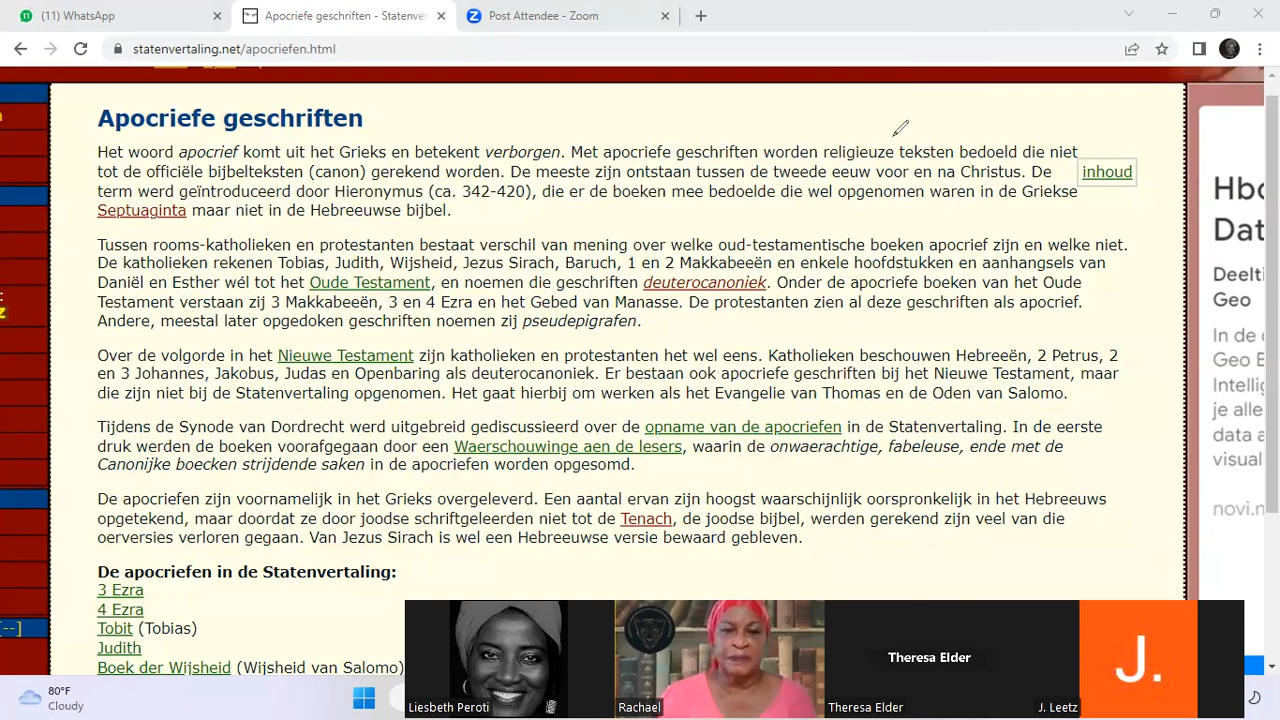 (11) WhatsApp
Apocriefe geschriften - Statenver
Post Attendee - Zoom
statenvertaling.net/apocriefen.html
Apocriefe geschriften
Het woord apocrief komt uit het Grieks en betekent verborgen. Met apocriefe geschriften worden religieuze teksten bedoeld die niet
tot de officiële bijbelteksten (canon) gerekend worden. De meeste zijn ontstaan tussen de tweede eeuw voor en na Christus. De
inhoud
term werd geïntroduceerd door Hieronymus (ca. 342-420), die er de boeken mee bedoelde die wel opgenomen waren in de Griekse
Septuaginta maar niet in de Hebreeuwse bijbel.
Tussen rooms-katholieken en protestanten bestaat verschil van mening over welke oud-testamentische boeken apocrief zijn en welke niet.
De katholieken rekenen Tobias, Judith, Wijsheid, Jezus Sirach, Baruch, 1 en 2 Makkabeeën en enkele hoofdstukken en aanhangsels van
Daniël en Esther wél tot het Oude Testament, en noemen die geschriften deuterocanoniek. Onder de apocriefe boeken van het Oude
Testament verstaan zij 3 Makkabeeën, 3 en 4 Ezra en het Gebed van Manasse. De protestanten zien al deze geschriften als apocrief.
Andere, meestal later opgedoken geschriften noemen zij pseudepigrafen.
Over de volgorde in het Nieuwe Testament zijn katholieken en protestanten het wel eens. Katholieken beschouwen Hebreeën, 2 Petrus, 2
en 3 Johannes, Jakobus, Judas en Openbaring als deuterocanoniek. Er bestaan ook apocriefe geschriften bij het Nieuwe Testament, maar
die zijn niet bij de Statenvertaling opgenomen. Het gaat hierbij om werken als het Evangelie van Thomas en de Oden van Salomo.
Tijdens de Synode van Dordrecht werd uitgebreid gediscussieerd over de opname van de apocriefen in de Statenvertaling. In de eerste
druk werden de boeken voorafgegaan door een Waerschouwinge aen de lesers, waarin de onwaerachtige, fabeleuse, ende met de
Canonijke boecken strijdende saken in de apocriefen worden opgesomd.
De apocriefen zijn voornamelijk in het Grieks overgeleverd. Een aantal ervan zijn hoogst waarschijnlijk oorspronkelijk in het Hebreeuws
opgetekend, maar doordat ze door joodse schriftgeleerden niet tot de Tenach, de joodse bijbel, werden gerekend zijn veel van die
oerversies verloren gegaan. Van Jezus Sirach is wel een Hebreeuwse versie bewaard gebleven.
De apocriefen in de Statenvertaling:
3 Ezra
4 Ezra
Tobit (Tobias)
Judith
Boek der Wijsheid (Wijsheid van Salomo)
[--]
Hbo
Dat
Deelti
Geo
In de o
Geo B
Intellig
je alle
data a
visual
novi.n
Theresa Elder
J.
Liesbeth Peroti
Rachael
Theresa Elder
J. Leetz
80°F
Cloudy